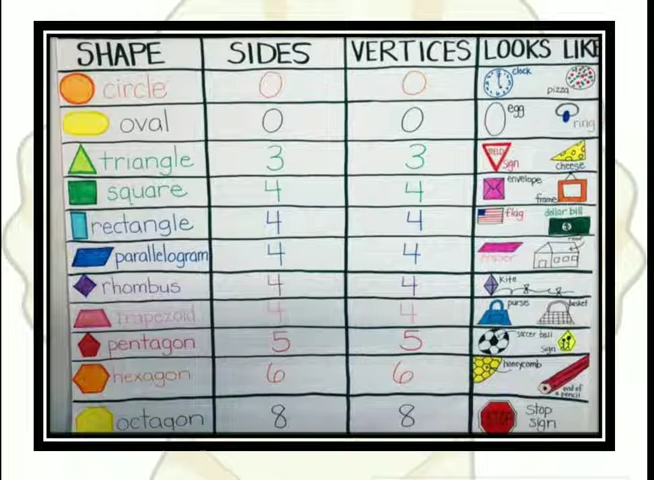 SHAPE SIDES VERTICES LOOKS LIKE
circle 0 0 clock pizza
oval 0 0 egg ring
triangle 3 3 YIELD sign cheese
square 4 4 envelope frame
rectangle 4 4 flag dollar bill
parallelogram 4 4
rhombus 4 4 kite
trapezoid 4 4 purse basket
pentagon 5 5 soccer ball sign
hexagon 6 6 honeycomb end of pencil
octagon 8 8 STOP stop sign